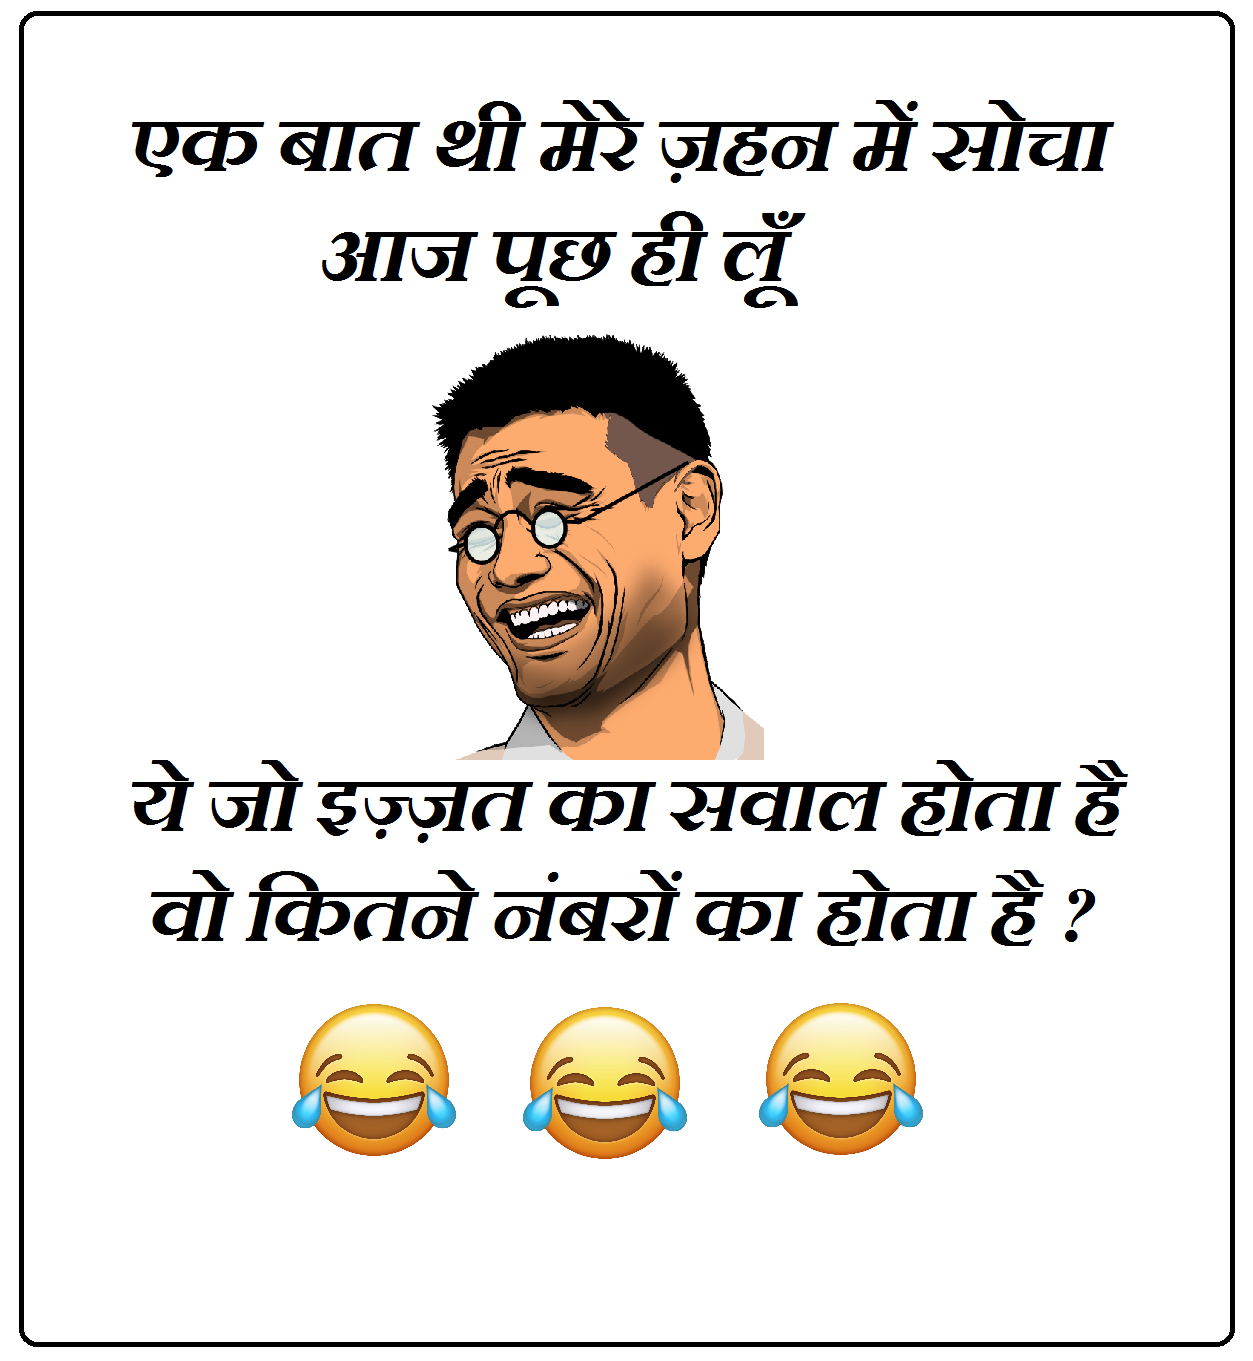 एक बात थी मेरे ज़हन में सोचा
आज पूछ ही लूँ
ये जो इज़्ज़त का सवाल होता है
वो कितने नंबरों का होता है ?